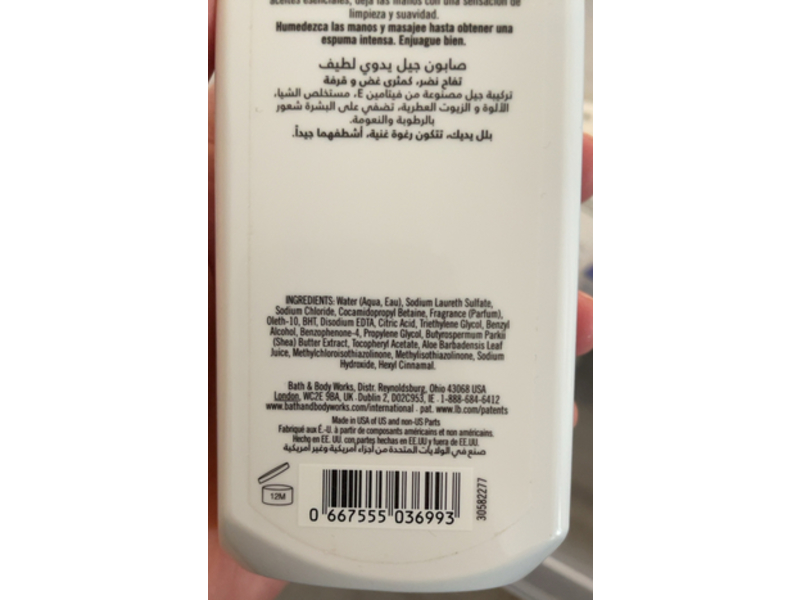 aceites esenciales, deja las manos con una sensación de
limpieza y suavidad.
Humedezca las manos y masajee hasta obtener una
espuma intensa. Enjuague bien.
صابون جيل يدوي لطيف
تفاح نضر، كمثرى غض و قرفة
تركيبة جيل مصنوعة من فيتامين E، مستخلص الشيا،
الألوة و الزيوت العطرية، تضفي على البشرة شعور
بالرطوبة والنعومة.
بلل يديك، تتكون رغوة غنية، أشطفهما جيداً.
INGREDIENTS: Water (Aqua, Eau), Sodium Laureth Sulfate,
Sodium Chloride, Cocamidopropyl Betaine, Fragrance (Parfum),
Oleth-10, BHT, Disodium EDTA, Citric Acid, Triethylene Glycol, Benzyl
Alcohol, Benzophenone-4, Propylene Glycol, Butyrospermum Parkii
(Shea) Butter Extract, Tocopheryl Acetate, Aloe Barbadensis Leaf
Juice, Methylchloroisothiazolinone, Methylisothiazolinone, Sodium
Hydroxide, Hexyl Cinnamal.
Bath & Body Works, Distr. Reynoldsburg, Ohio 43068 USA
London, WC2E 9BA, UK · Dublin 2, D02C953, IE · 1-888-684-6412
www.bathandbodyworks.com/international · pat. www.lb.com/patents
Made in USA of US and non-US Parts
Fabriqué aux É.-U. à partir de composants américains et non américains.
Hecho en EE. UU. con partes hechas en EE.UU y fuera de EE.UU.
صنع في الولايات المتحدة من أجزاء أمريكية وغير أمريكية
12M
0 667555 036993
30582277